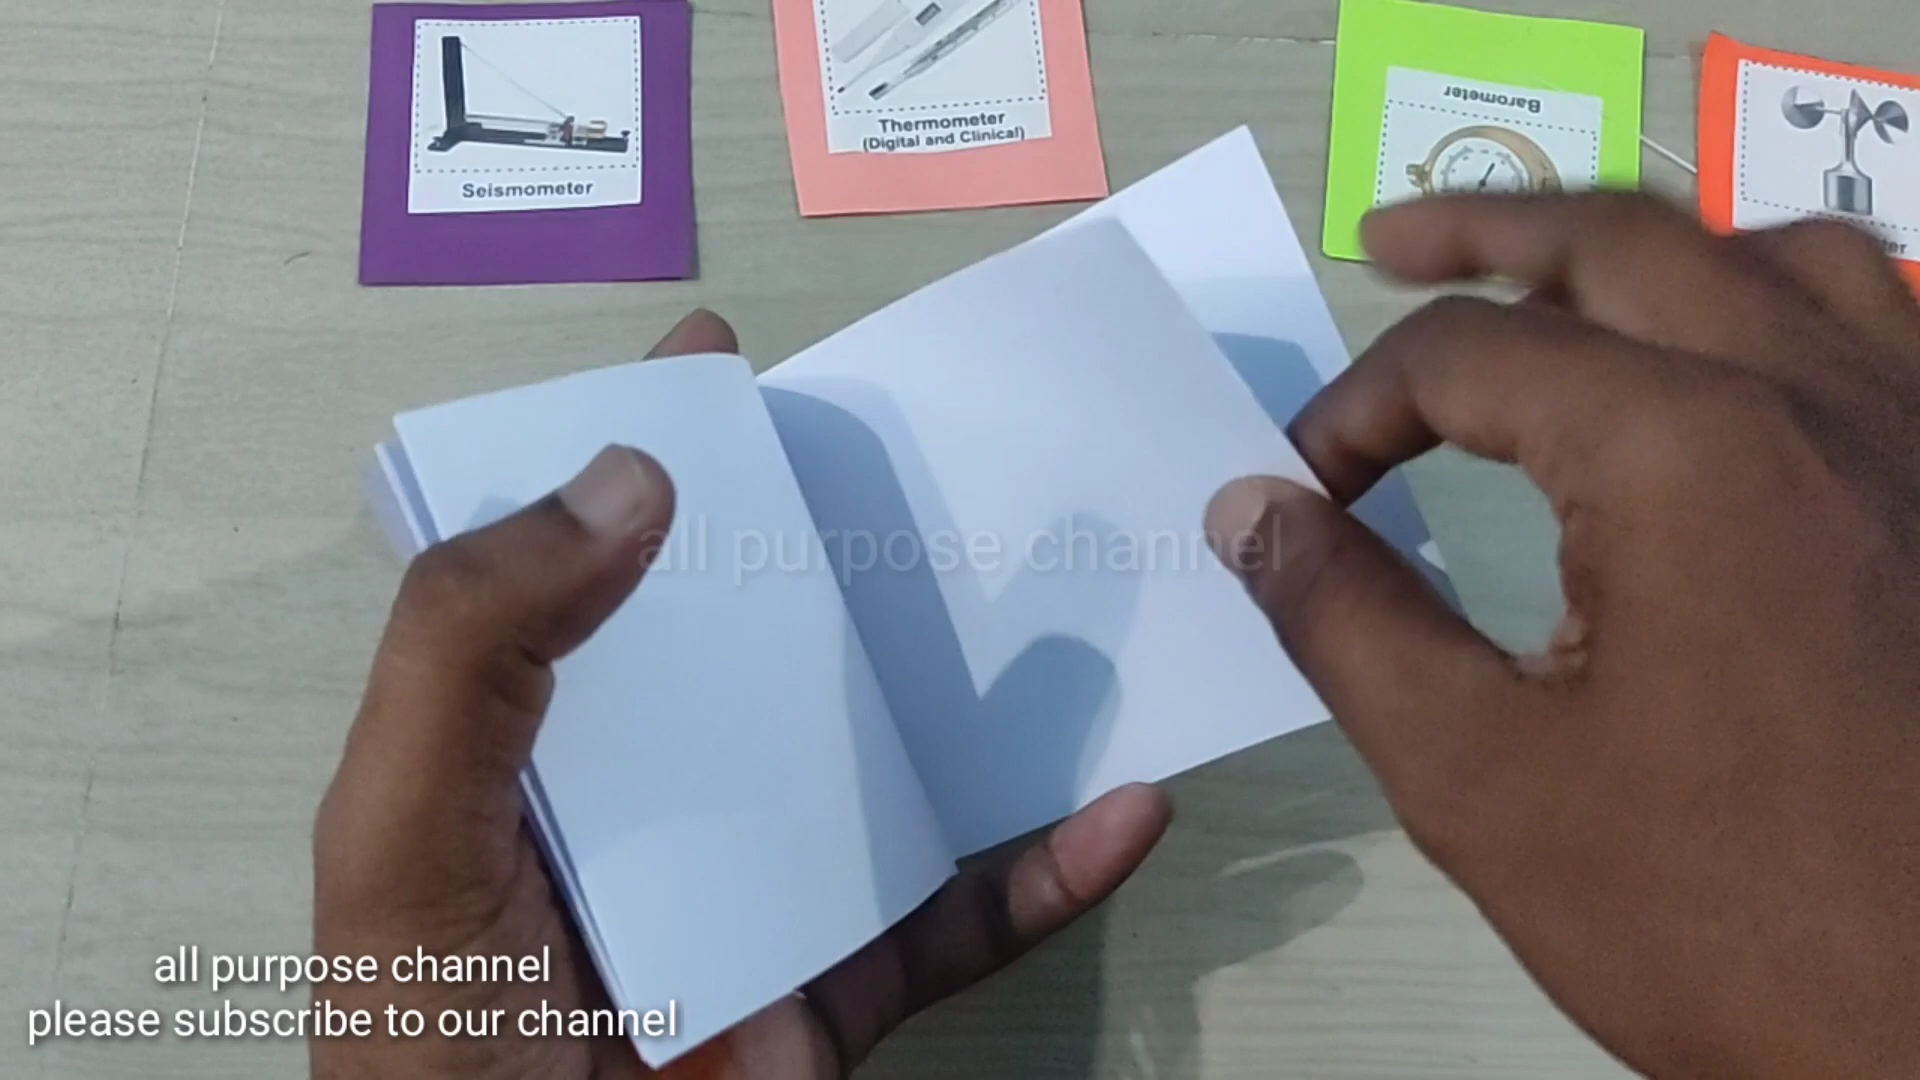 Seismometer
Thermometer
(Digital and Clinical)
Barometer
all purpose channel
all purpose channel
please subscribe to our channel